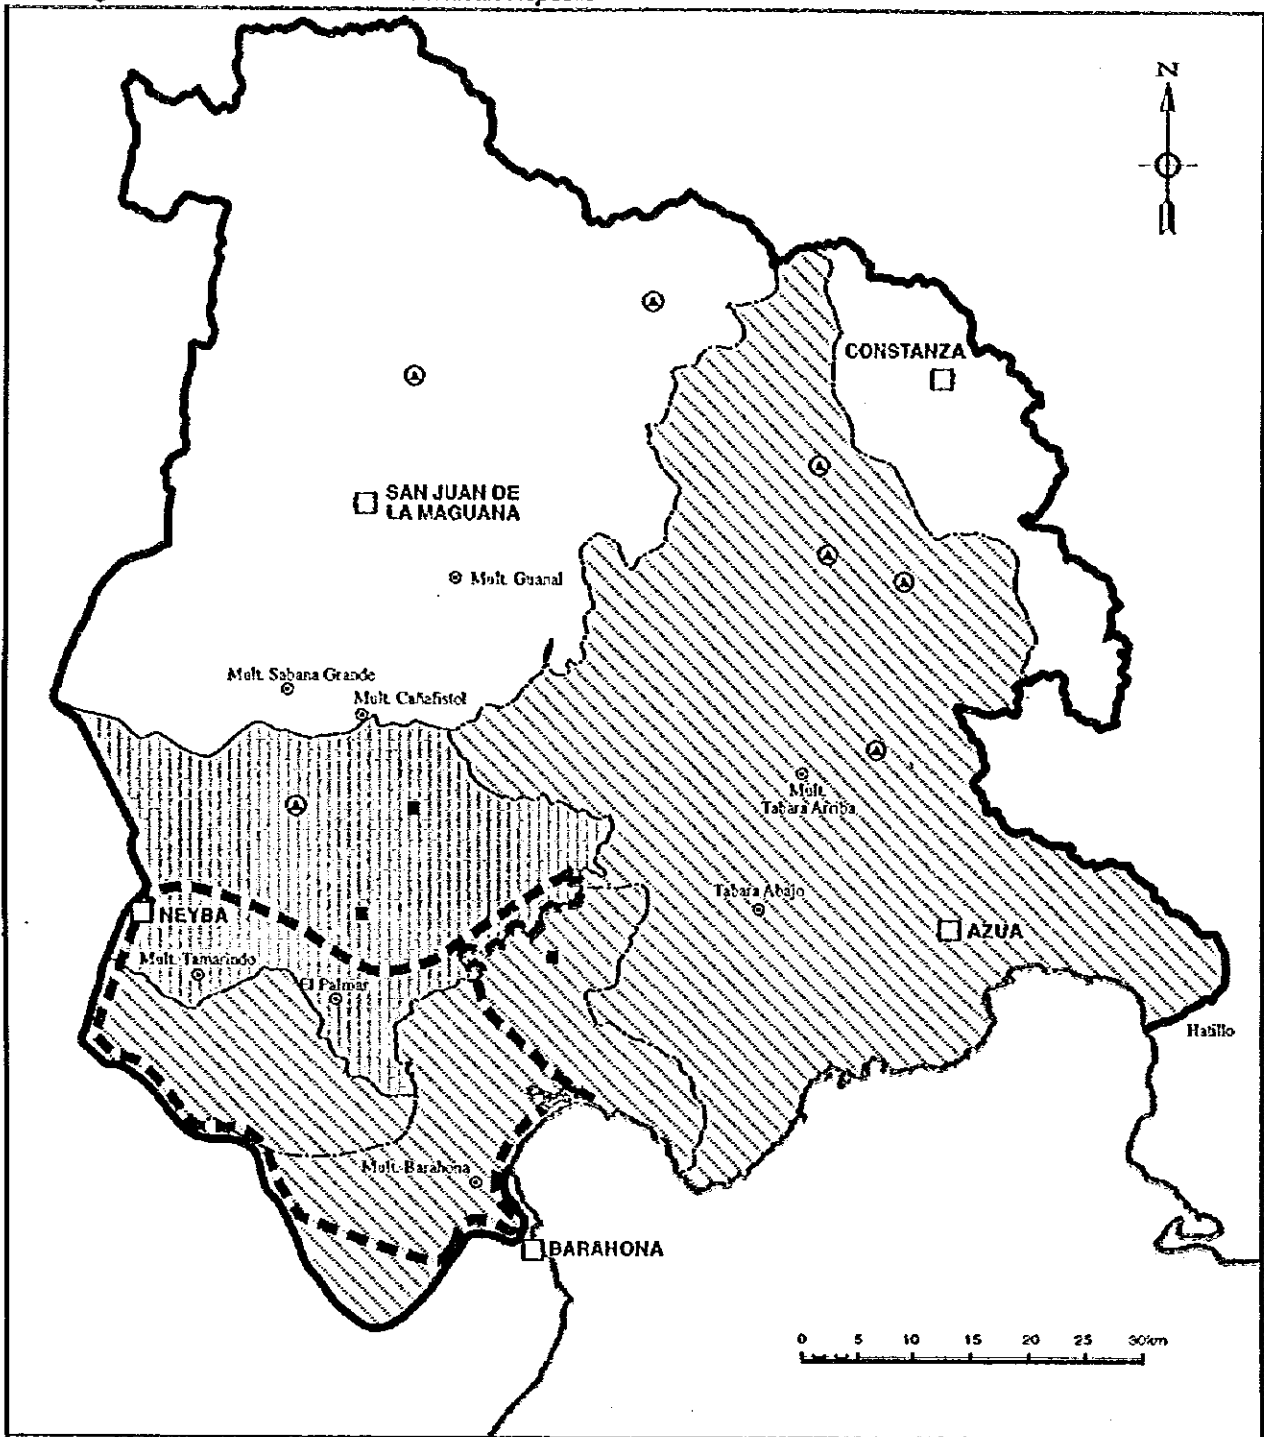 N
CONSTANZA
SAN JUAN DE
LA MAGUANA
Mult. Guanal
Mult. Sabana Grande
Mult. Cañafistol
Mult.
Tabara Arriba
Tabara Abajo
NEYBA
AZUA
Mult. Tamarindo
El Palmar
Hatillo
Mult. Barahona
BARAHONA
0 5 10 15 20 25 30km